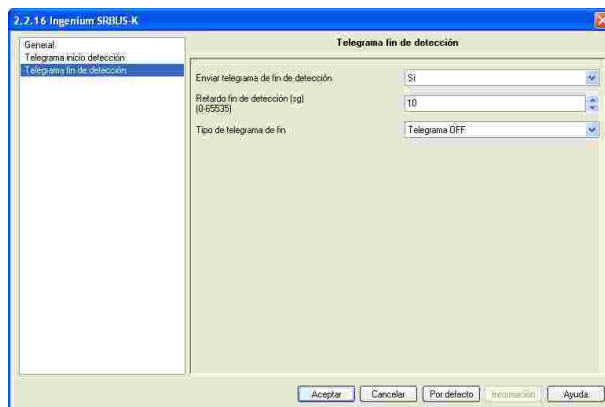 2.2.16 Ingenium SRBUS-K
General
Telegrama inicio detección
Telegrama fin de detección
Telegrama fin de detección
Enviar telegrama de fin de detección
Sí
Retardo fin de detección (sg)
(0-65535)
10
Tipo de telegrama de fin
Telegrama OFF
Aceptar
Cancelar
Por defecto
Información
Ayuda